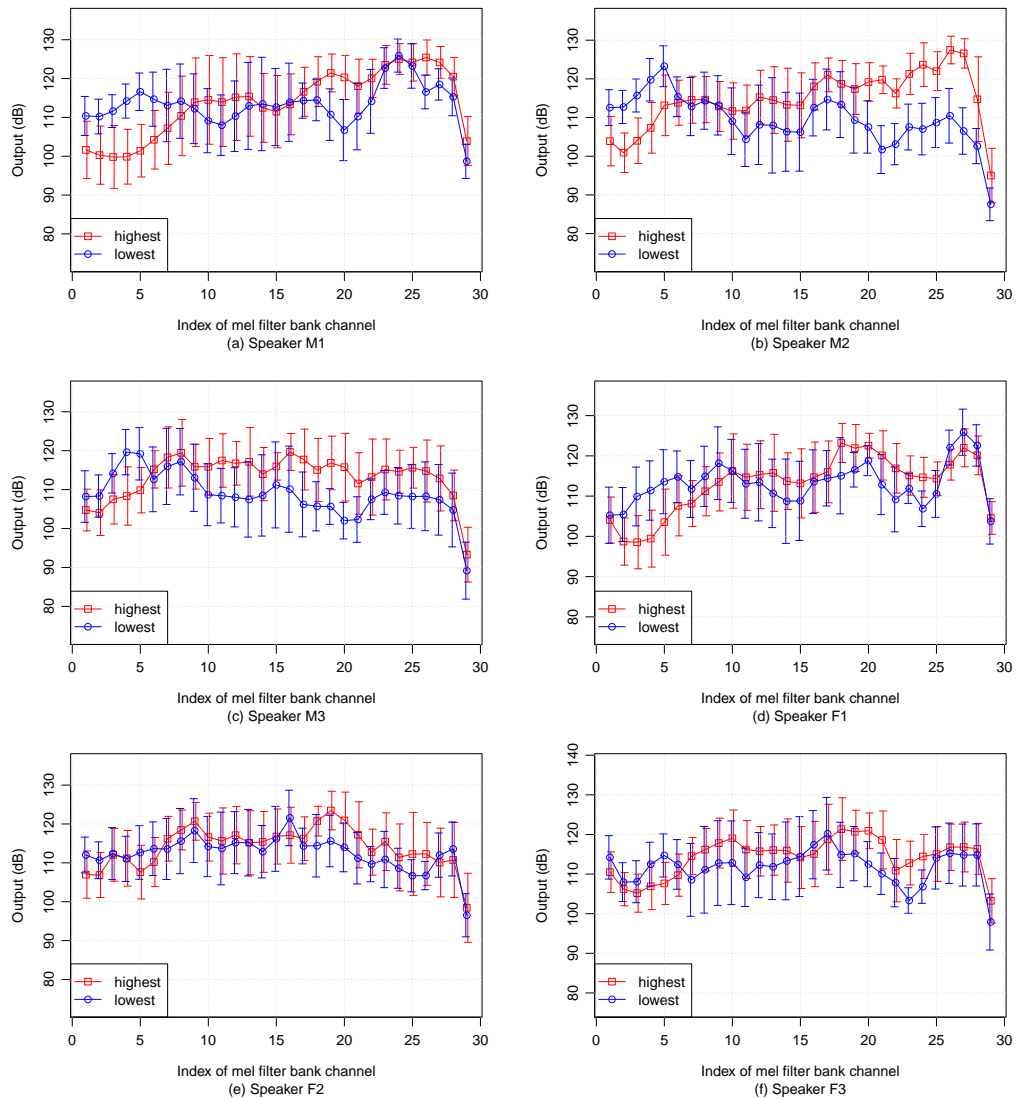 130
120
110
100
90
80
Output (dB)
highest
lowest
0 5 10 15 20 25 30
Index of mel filter bank channel
(a) Speaker M1
130
120
110
100
90
80
Output (dB)
highest
lowest
0 5 10 15 20 25 30
Index of mel filter bank channel
(b) Speaker M2
130
120
110
100
90
80
Output (dB)
highest
lowest
0 5 10 15 20 25 30
Index of mel filter bank channel
(c) Speaker M3
130
120
110
100
90
80
Output (dB)
highest
lowest
0 5 10 15 20 25 30
Index of mel filter bank channel
(d) Speaker F1
130
120
110
100
90
80
Output (dB)
highest
lowest
0 5 10 15 20 25 30
Index of mel filter bank channel
(e) Speaker F2
140
130
120
110
100
90
80
Output (dB)
highest
lowest
0 5 10 15 20 25 30
Index of mel filter bank channel
(f) Speaker F3